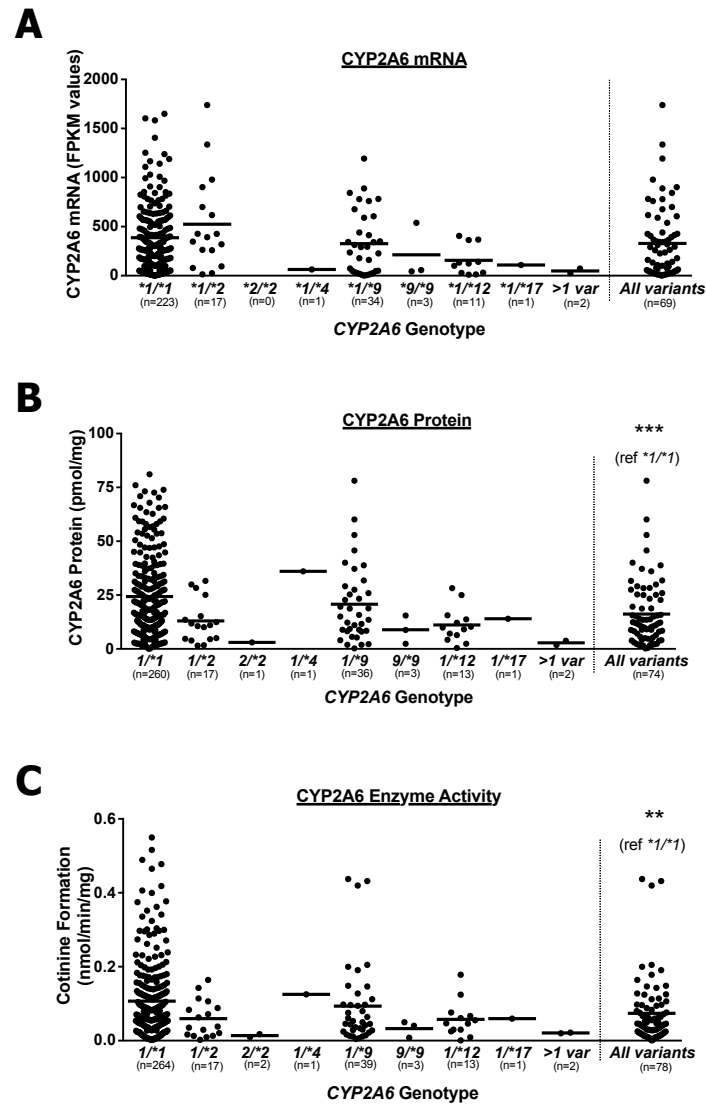 A
CYP2A6 mRNA
CYP2A6 mRNA (FPKM values)
2000
1500
1000
500
0
*1/*1 *1/*2 *2/*2 *1/*4 *1/*9 *9/*9 *1/*12 *1/*17 >1 var All variants
(n=223) (n=17) (n=0) (n=1) (n=34) (n=3) (n=11) (n=1) (n=2) (n=69)
CYP2A6 Genotype
B
CYP2A6 Protein
***
(ref *1/*1)
CYP2A6 Protein (pmol/mg)
100
75
50
25
0
1/*1 1/*2 2/*2 1/*4 1/*9 9/*9 1/*12 1/*17 >1 var All variants
(n=260) (n=17) (n=1) (n=1) (n=36) (n=3) (n=13) (n=1) (n=2) (n=74)
CYP2A6 Genotype
C
CYP2A6 Enzyme Activity
**
(ref *1/*1)
Cotinine Formation
(nmol/min/mg)
0.6
0.4
0.2
0.0
1/*1 1/*2 2/*2 1/*4 1/*9 9/*9 1/*12 1/*17 >1 var All variants
(n=264) (n=17) (n=2) (n=1) (n=39) (n=3) (n=13) (n=1) (n=2) (n=78)
CYP2A6 Genotype